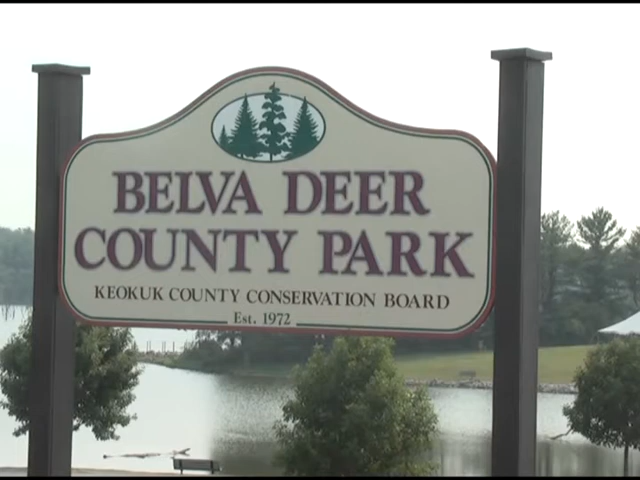 BELVA DEER
COUNTY PARK
KEOKUK COUNTY CONSERVATION BOARD
Est. 1972